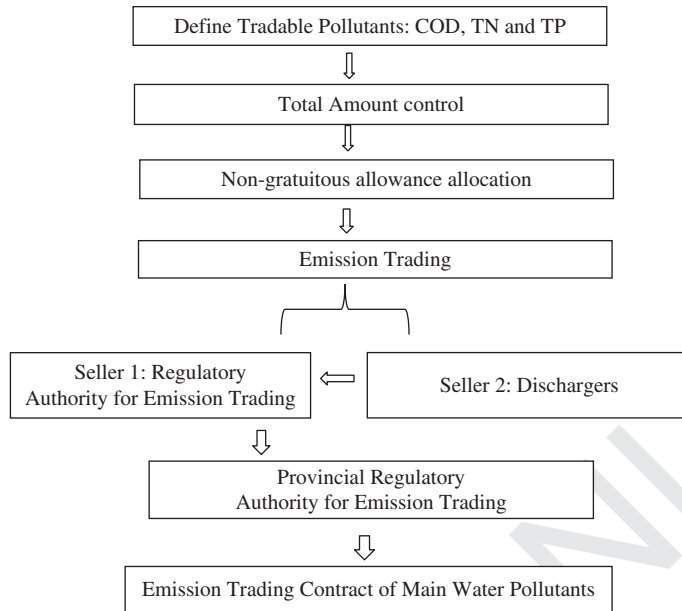 Define Tradable Pollutants: COD, TN and TP
Total Amount control
Non-gratuitous allowance allocation
Emission Trading
Seller 1: Regulatory
Authority for Emission Trading
Seller 2: Dischargers
Provincial Regulatory
Authority for Emission Trading
Emission Trading Contract of Main Water Pollutants